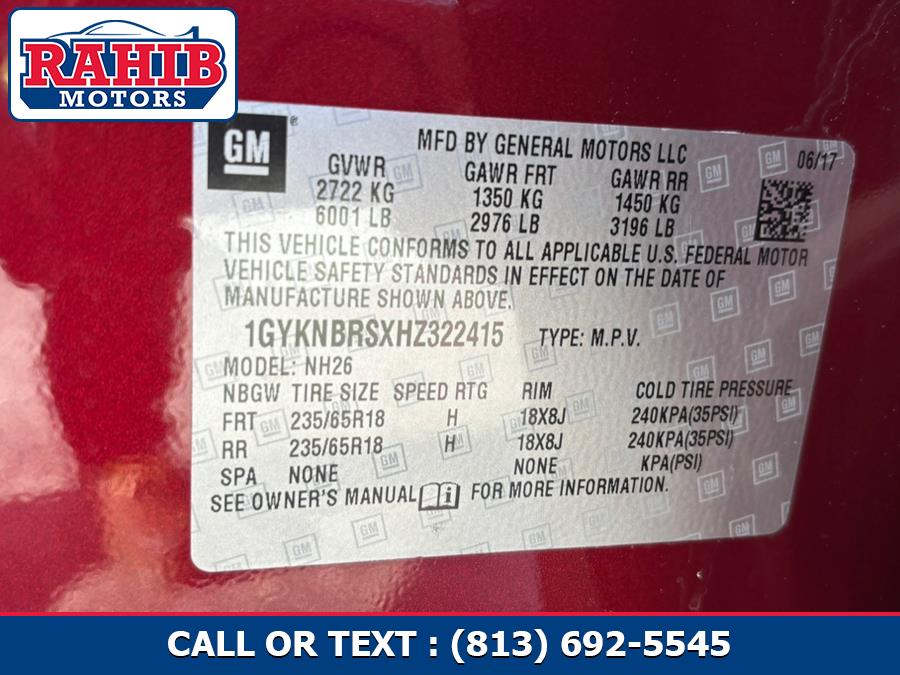 RAHIB
MOTORS
GM
MFD BY GENERAL MOTORS LLC
06/17
GVWR GAWR FRT GAWR RR
2722 KG 1350 KG 1450 KG
6001 LB 2976 LB 3196 LB
THIS VEHICLE CONFORMS TO ALL APPLICABLE U.S. FEDERAL MOTOR
VEHICLE SAFETY STANDARDS IN EFFECT ON THE DATE OF
MANUFACTURE SHOWN ABOVE.
1GYKNBRSXHZ322415 TYPE: M.P.V.
MODEL: NH26
NBGW TIRE SIZE SPEED RTG RIM COLD TIRE PRESSURE
FRT 235/65R18 H 18X8J 240KPA(35PSI)
RR 235/65R18 H 18X8J 240KPA(35PSI)
SPA NONE NONE KPA(PSI)
SEE OWNER'S MANUAL FOR MORE INFORMATION.
CALL OR TEXT : (813) 692-5545